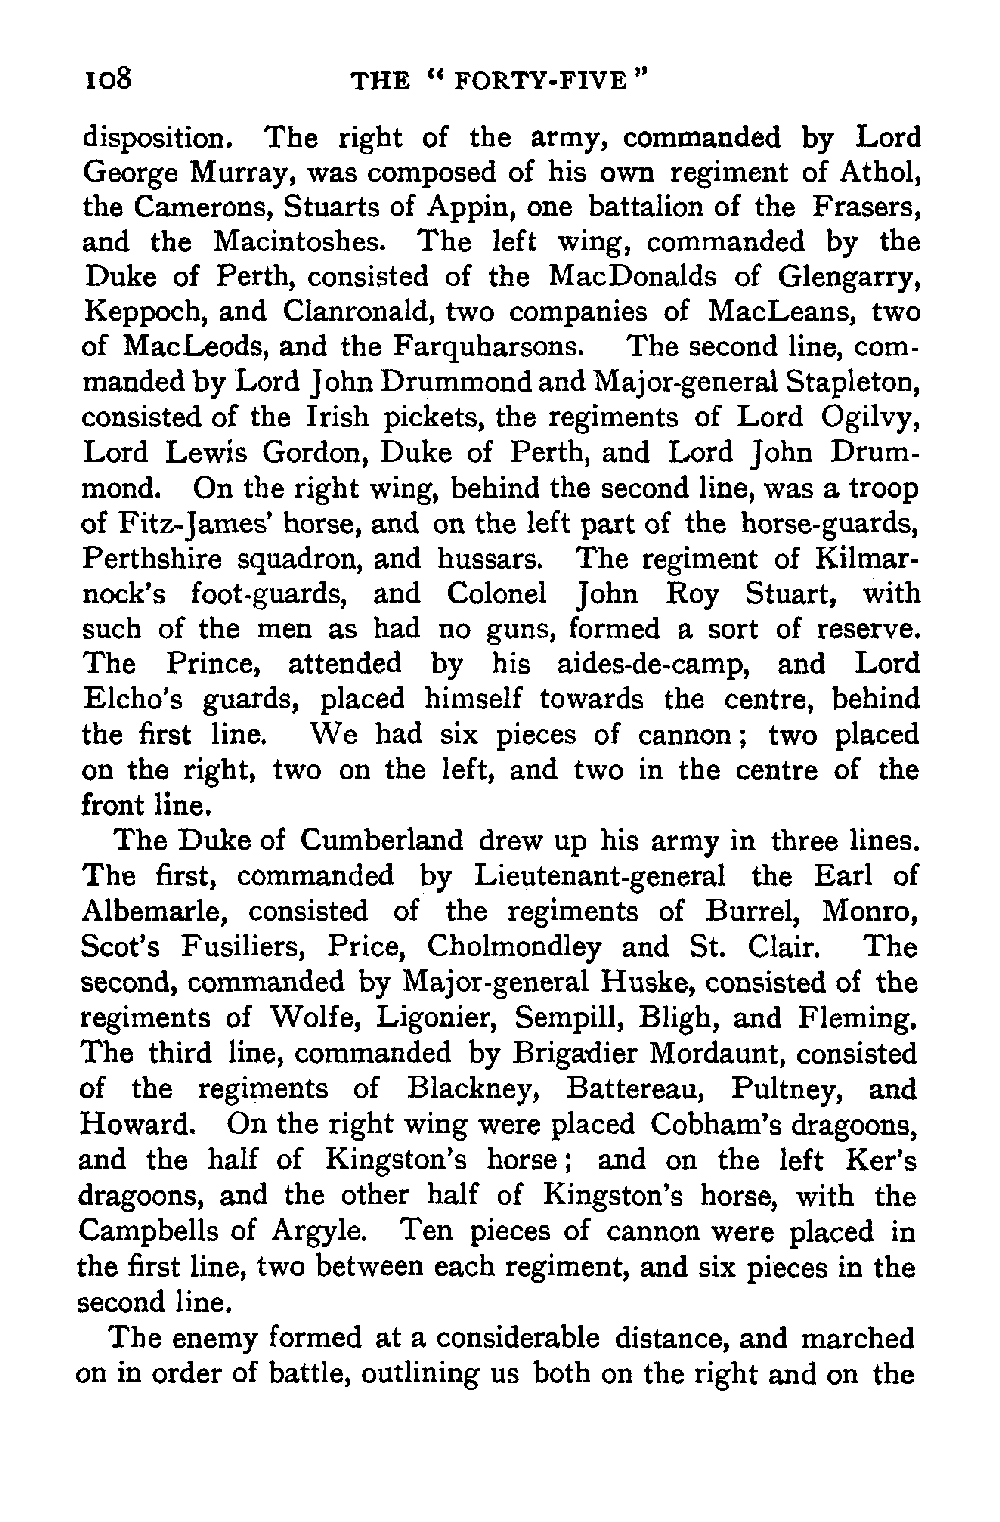 108 THE " FORTY-FIVE "
disposition. The right of the army, commanded by Lord
George Murray, was composed of his own regiment of Athol,
the Camerons, Stuarts of Appin, one battalion of the Frasers,
and the Macintoshes. The left wing, commanded by the
Duke of Perth, consisted of the MacDonalds of Glengarry,
Keppoch, and Clanronald, two companies of MacLeans, two
of MacLeods, and the Farquharsons. The second line, com-
manded by Lord John Drummond and Major-general Stapleton,
consisted of the Irish pickets, the regiments of Lord Ogilvy,
Lord Lewis Gordon, Duke of Perth, and Lord John Drum-
mond. On the right wing, behind the second line, was a troop
of Fitz-James' horse, and on the left part of the horse-guards,
Perthshire squadron, and hussars. The regiment of Kilmar-
nock's foot-guards, and Colonel John Roy Stuart, with
such of the men as had no guns, formed a sort of reserve.
The Prince, attended by his aides-de-camp, and Lord
Elcho's guards, placed himself towards the centre, behind
the first line. We had six pieces of cannon; two placed
on the right, two on the left, and two in the centre of the
front line.
The Duke of Cumberland drew up his army in three lines.
The first, commanded by Lieutenant-general the Earl of
Albemarle, consisted of the regiments of Burrel, Monro,
Scot's Fusiliers, Price, Cholmondley and St. Clair. The
second, commanded by Major-general Huske, consisted of the
regiments of Wolfe, Ligonier, Sempill, Bligh, and Fleming.
The third line, commanded by Brigadier Mordaunt, consisted
of the regiments of Blackney, Battereau, Pultney, and
Howard. On the right wing were placed Cobham's dragoons,
and the half of Kingston's horse; and on the left Ker's
dragoons, and the other half of Kingston's horse, with the
Campbells of Argyle. Ten pieces of cannon were placed in
the first line, two between each regiment, and six pieces in the
second line.
The enemy formed at a considerable distance, and marched
on in order of battle, outlining us both on the right and on the